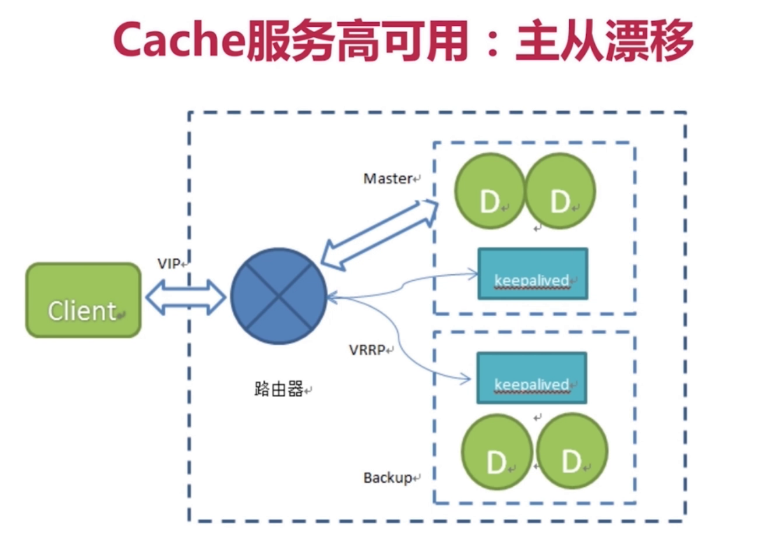 Cache服务高可用：主从漂移
Master
D
D
VIP
keepalived
Client
VRRP
keepalived
路由器
D
D
Backup